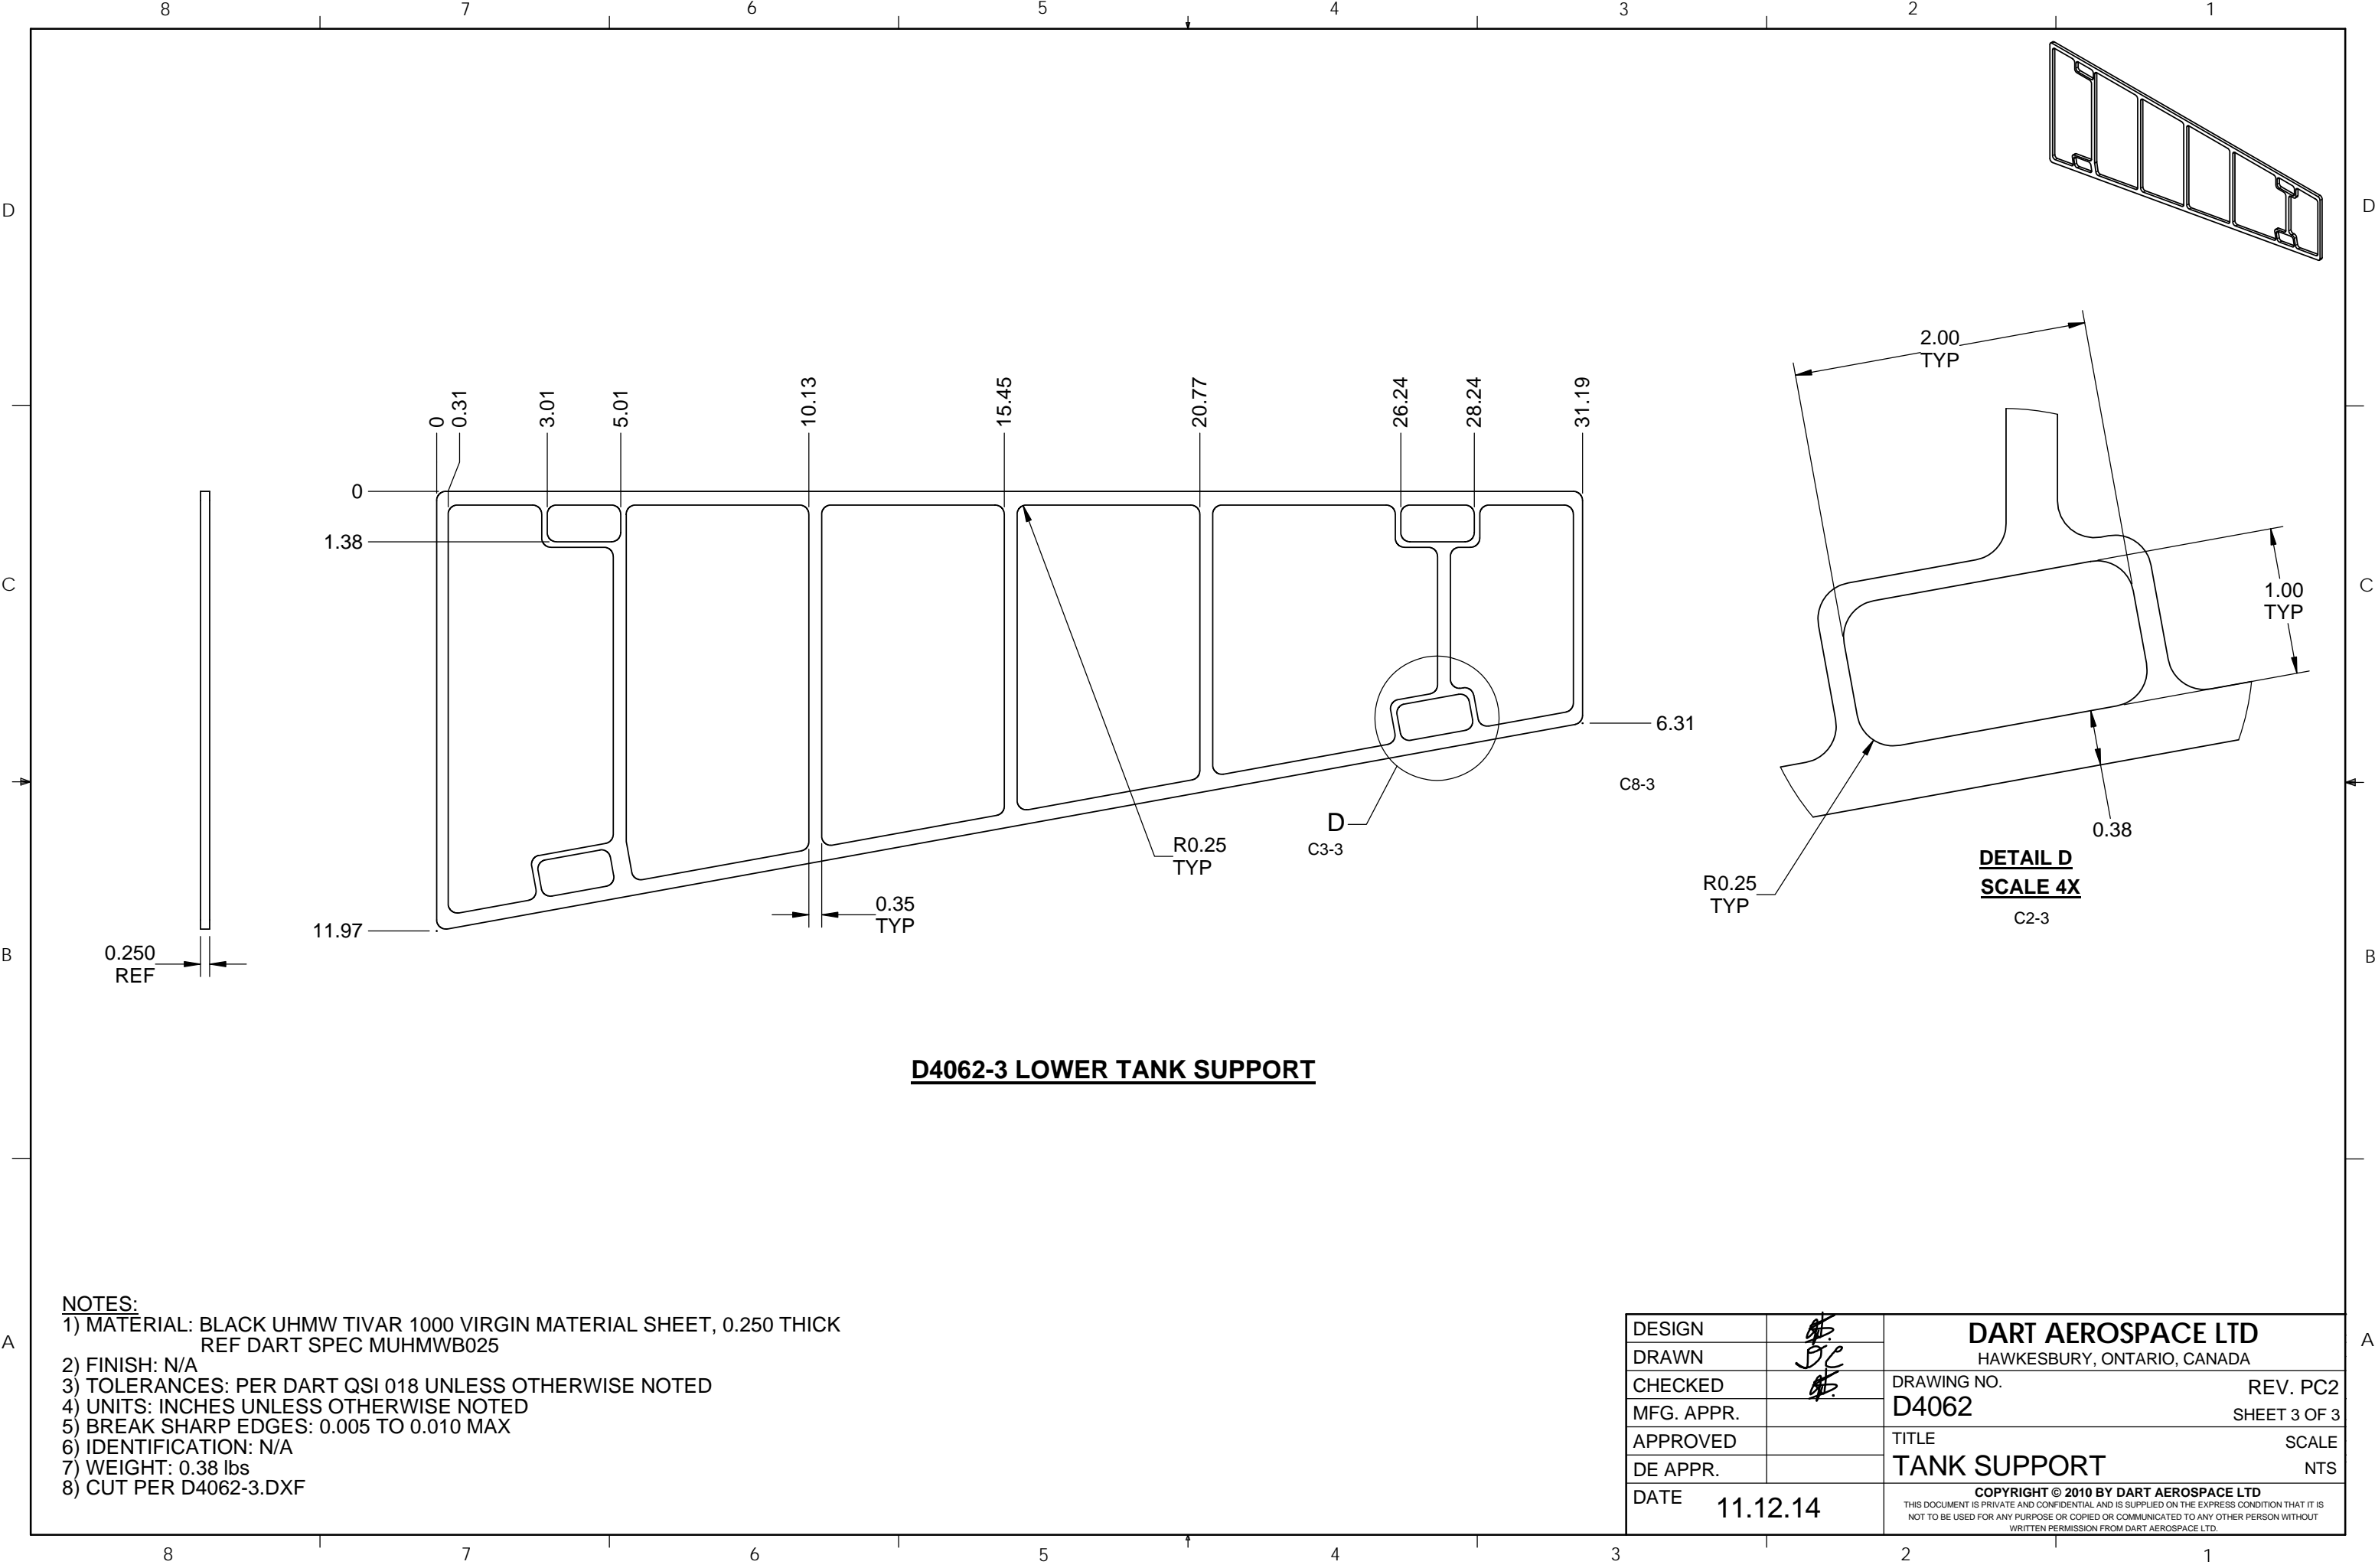 8 7 6 5 4 3 2 1
D D
2.00
TYP
0 0.31 3.01 5.01 10.13 15.45 20.77 26.24 28.24 31.19
0
1.38
C C
1.00
TYP
6.31
C8-3
D
C3-3
R0.25
TYP
0.38
DETAIL D
SCALE 4X
C2-3
R0.25
TYP
0.35
TYP
11.97
B B
0.250
REF
D4062-3 LOWER TANK SUPPORT
NOTES:
1) MATERIAL: BLACK UHMW TIVAR 1000 VIRGIN MATERIAL SHEET, 0.250 THICK
REF DART SPEC MUHMWB025
2) FINISH: N/A
3) TOLERANCES: PER DART QSI 018 UNLESS OTHERWISE NOTED
4) UNITS: INCHES UNLESS OTHERWISE NOTED
5) BREAK SHARP EDGES: 0.005 TO 0.010 MAX
6) IDENTIFICATION: N/A
7) WEIGHT: 0.38 lbs
8) CUT PER D4062-3.DXF
A A
DESIGN
DRAWN DC
CHECKED
MFG. APPR.
APPROVED
DE APPR.
DATE 11.12.14
DART AEROSPACE LTD
HAWKESBURY, ONTARIO, CANADA
DRAWING NO. REV. PC2
D4062 SHEET 3 OF 3
TITLE SCALE
TANK SUPPORT NTS
COPYRIGHT © 2010 BY DART AEROSPACE LTD
THIS DOCUMENT IS PRIVATE AND CONFIDENTIAL AND IS SUPPLIED ON THE EXPRESS CONDITION THAT IT IS
NOT TO BE USED FOR ANY PURPOSE OR COPIED OR COMMUNICATED TO ANY OTHER PERSON WITHOUT
WRITTEN PERMISSION FROM DART AEROSPACE LTD.
8 7 6 5 4 3 2 1